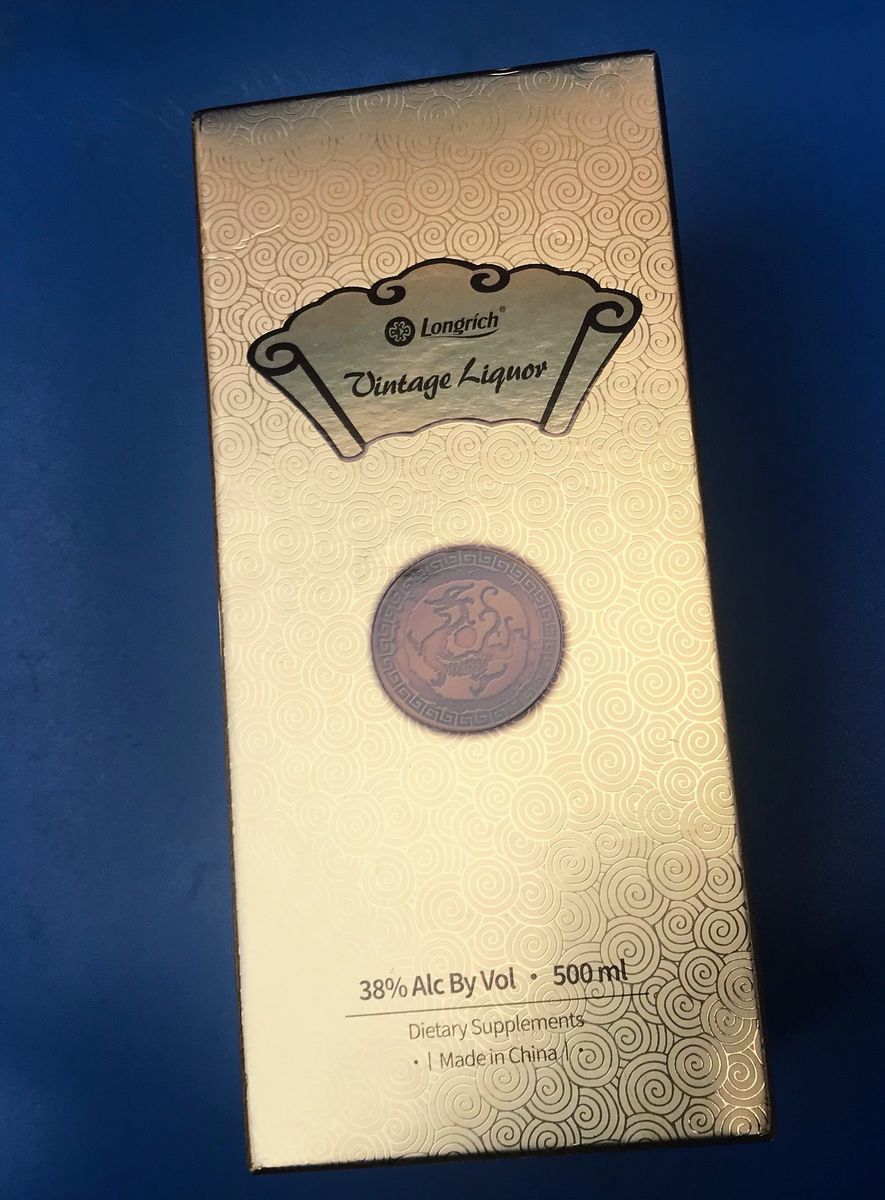 Longrich®
Vintage Liquor
38% Alc By Vol • 500 ml
Dietary Supplements
• | Made in China | •